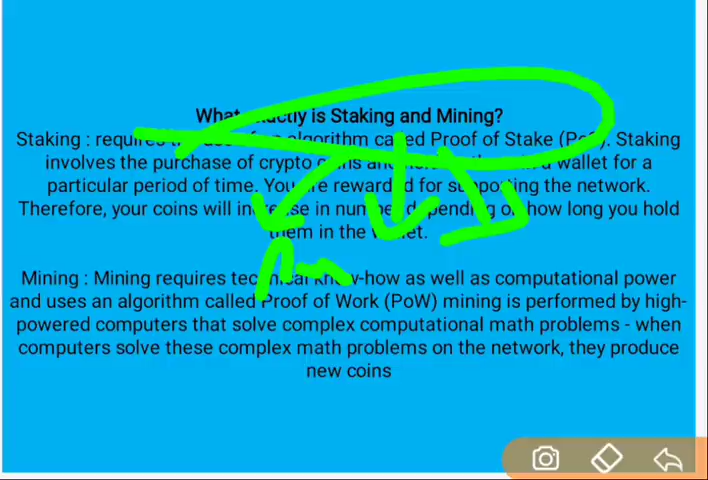 What exactly is Staking and Mining?
Staking : requires the use of an algorithm called Proof of Stake (PoS). Staking
involves the purchase of crypto coins and wallet for a
particular period of time. You are rewarded for supporting the network.
Therefore, your coins will increase in number depending on how long you hold
them in the wallet.
Mining : Mining requires technical know-how as well as computational power
and uses an algorithm called Proof of Work (PoW) mining is performed by high-
powered computers that solve complex computational math problems - when
computers solve these complex math problems on the network, they produce
new coins